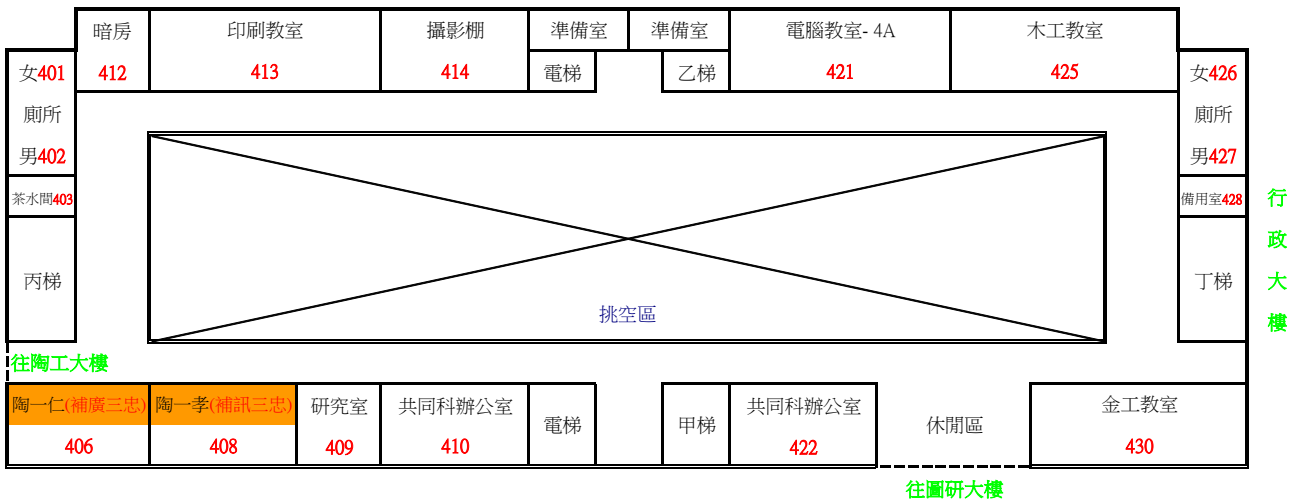 暗房
412
印刷教室
413
攝影棚
414
準備室
準備室
電腦教室- 4A
421
木工教室
425
電梯
乙梯
女401
廁所
男402
茶水間403
丙梯
女426
廁所
男427
備用室428
丁梯
行
政
大
樓
挑空區
往陶工大樓
陶一仁(補廣三忠)
406
陶一孝(補訊三忠)
408
研究室
409
共同科辦公室
410
電梯
甲梯
共同科辦公室
422
休閒區
金工教室
430
往圖研大樓